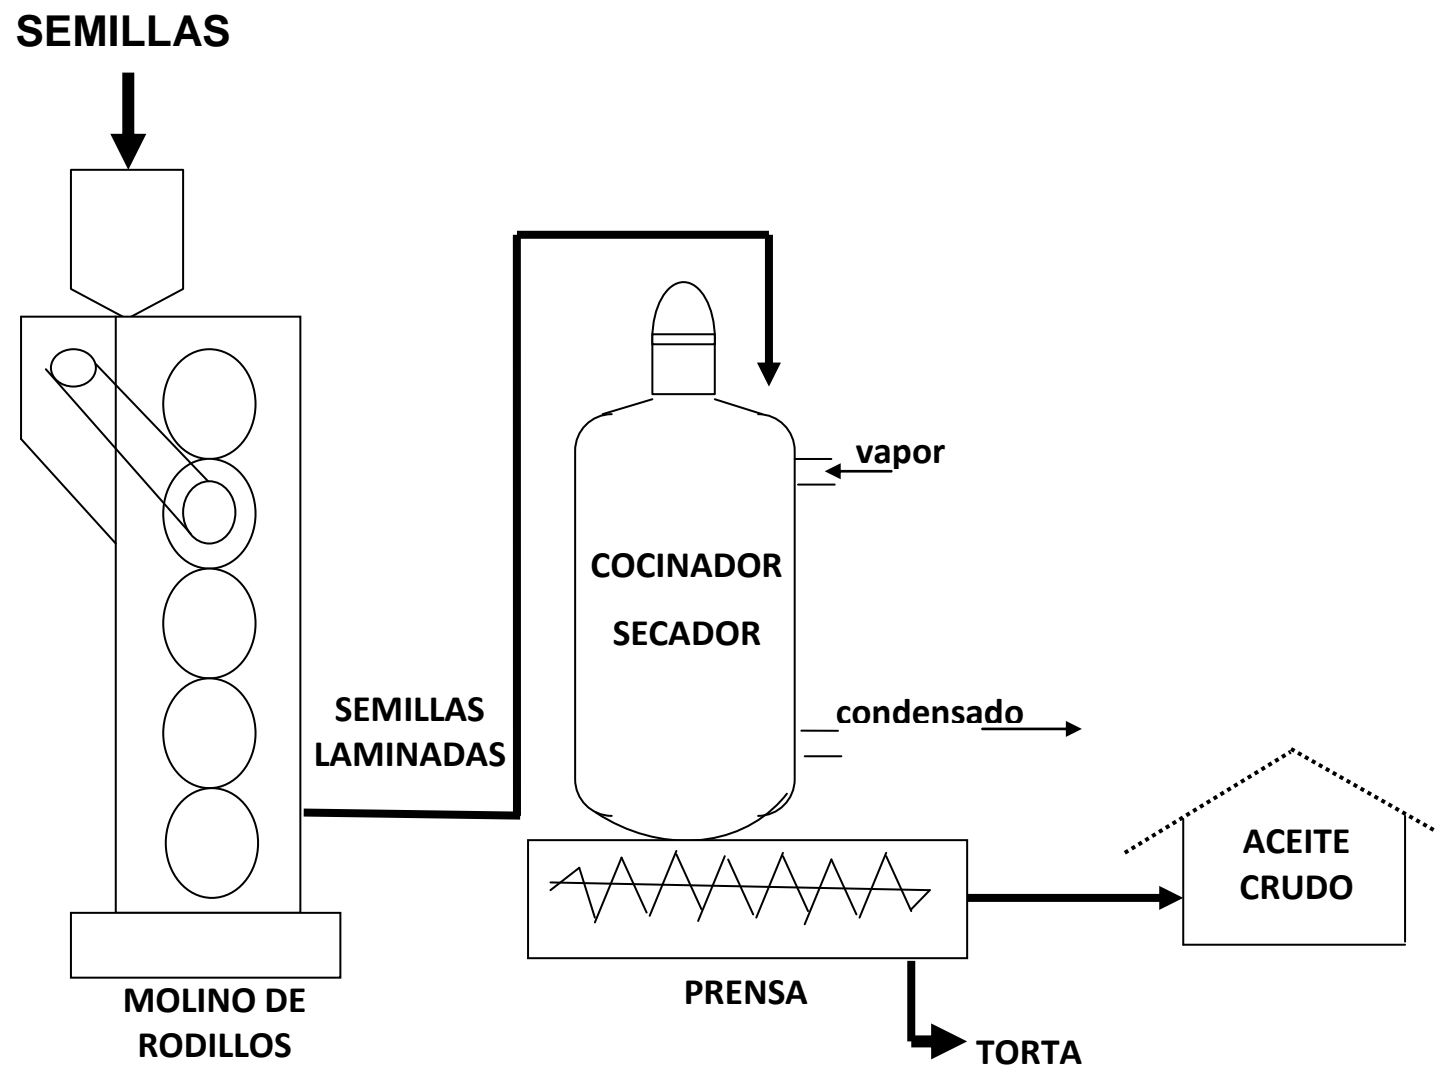 SEMILLAS
vapor
COCINADOR
SECADOR
SEMILLAS
LAMINADAS
condensado
ACEITE
CRUDO
PRENSA
MOLINO DE
RODILLOS
TORTA